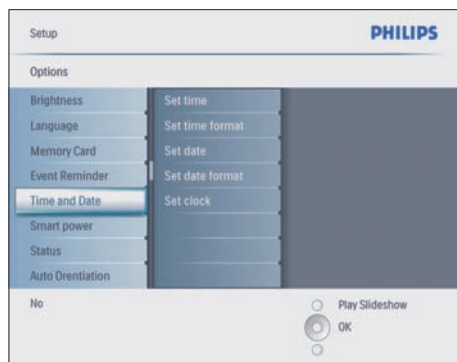 Setup
PHILIPS
Options
Brightness
Set time
Language
Set time format
Memory Card
Set date
Event Reminder
Set date format
Time and Date
Set clock
Smart power
Status
Auto Orentiation
No
Play Slideshow
OK